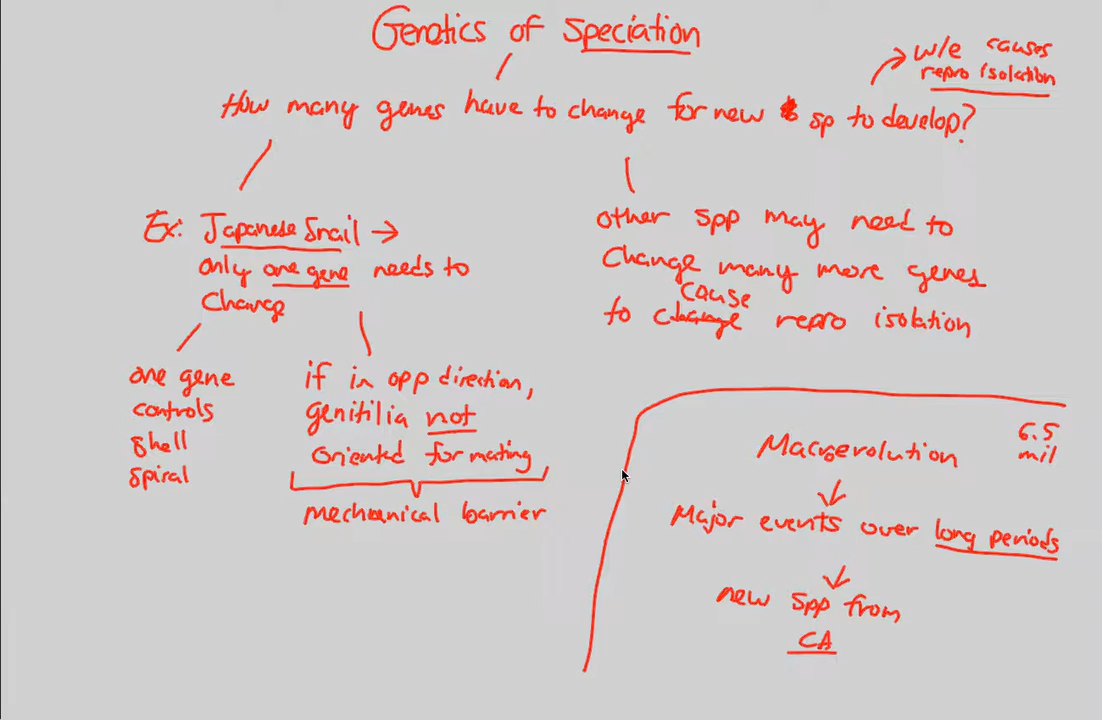 Genetics of Speciation
w/e causes
repro isolation
How many genes have to change for new sp to develop?
Ex: Japanese Snail →
only one gene needs to
Change
one gene
controls
shell
spiral
if in opp direction,
genitilia not
oriented for mating
mechanical barrier
other spp may need to
change many more genes
cause
to change repro isolation
Macroevolution
6.5
mil
Major events over long periods
new spp from
CA